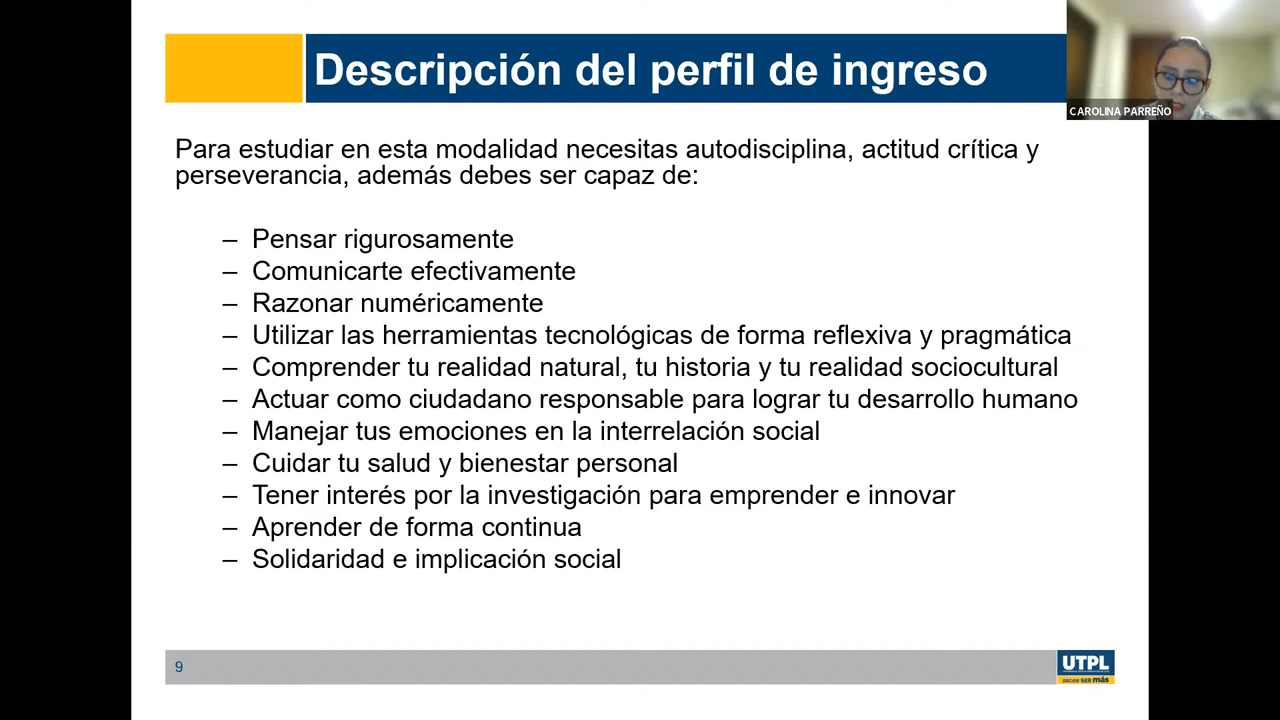 Descripción del perfil de ingreso
CAROLINA PARREÑO
Para estudiar en esta modalidad necesitas autodisciplina, actitud crítica y
perseverancia, además debes ser capaz de:
– Pensar rigurosamente
– Comunicarte efectivamente
– Razonar numéricamente
– Utilizar las herramientas tecnológicas de forma reflexiva y pragmática
– Comprender tu realidad natural, tu historia y tu realidad sociocultural
– Actuar como ciudadano responsable para lograr tu desarrollo humano
– Manejar tus emociones en la interrelación social
– Cuidar tu salud y bienestar personal
– Tener interés por la investigación para emprender e innovar
– Aprender de forma continua
– Solidaridad e implicación social
9
UTPL
DECIDE SER más